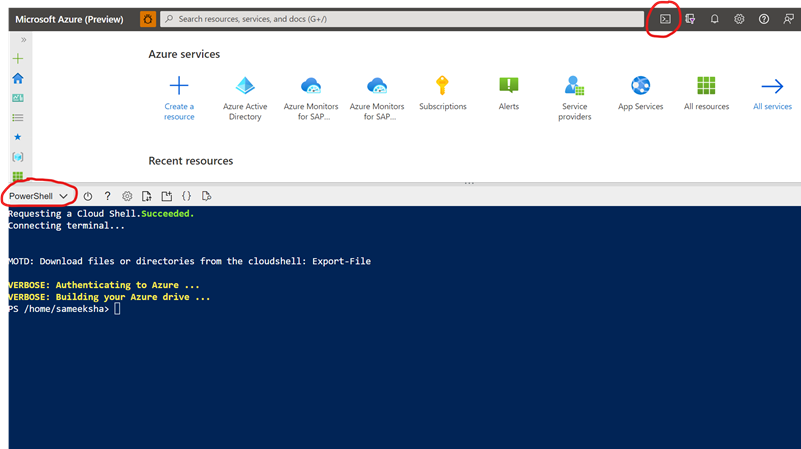 Microsoft Azure (Preview)
Search resources, services, and docs (G+/)
Azure services
Create a resource
Azure Active Directory
Azure Monitors for SAP...
Azure Monitors for SAP...
Subscriptions
Alerts
Service providers
App Services
All resources
All services
Recent resources
PowerShell
Requesting a Cloud Shell.Succeeded.
Connecting terminal...
MOTD: Download files or directories from the cloudshell: Export-File
VERBOSE: Authenticating to Azure ...
VERBOSE: Building your Azure drive ...
PS /home/sameeksha>